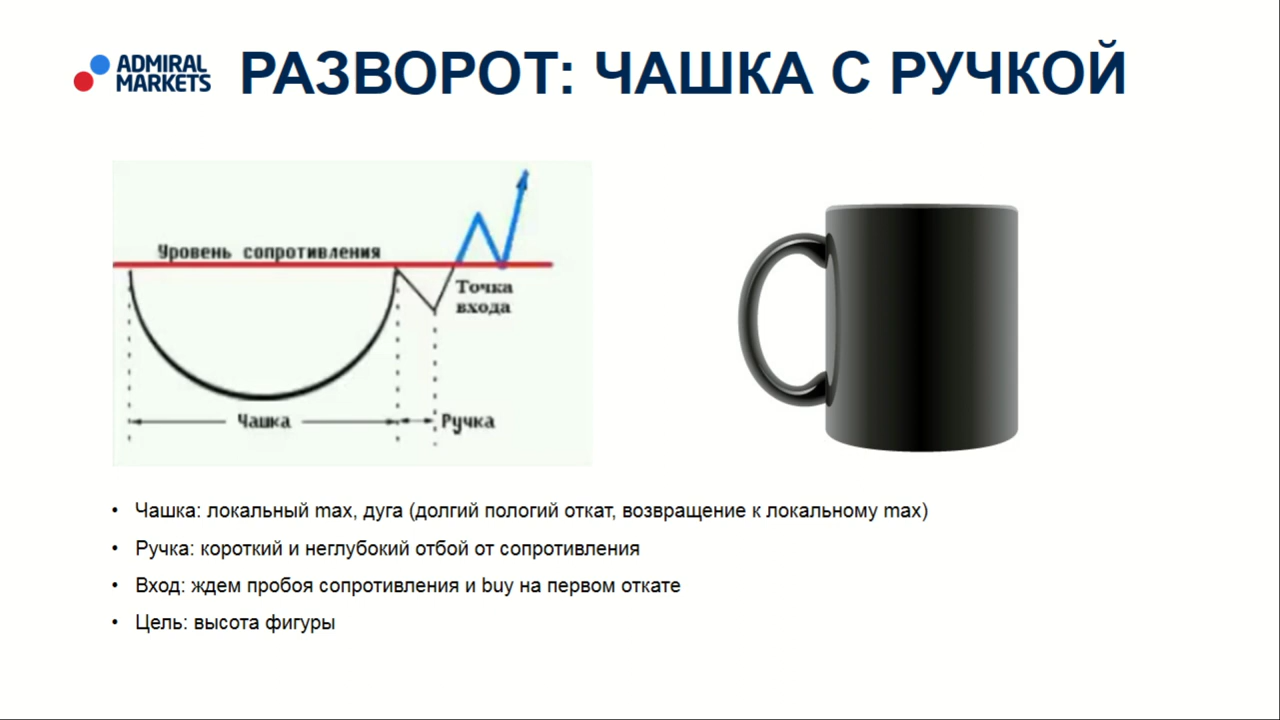 ADMIRAL
MARKETS
РАЗВОРОТ: ЧАШКА С РУЧКОЙ
Уровень сопротивления
Точка
входа
Чашка
Ручка
• Чашка: локальный max, дуга (долгий пологий откат, возвращение к локальному max)
• Ручка: короткий и неглубокий отбой от сопротивления
• Вход: ждем пробоя сопротивления и buy на первом откате
• Цель: высота фигуры